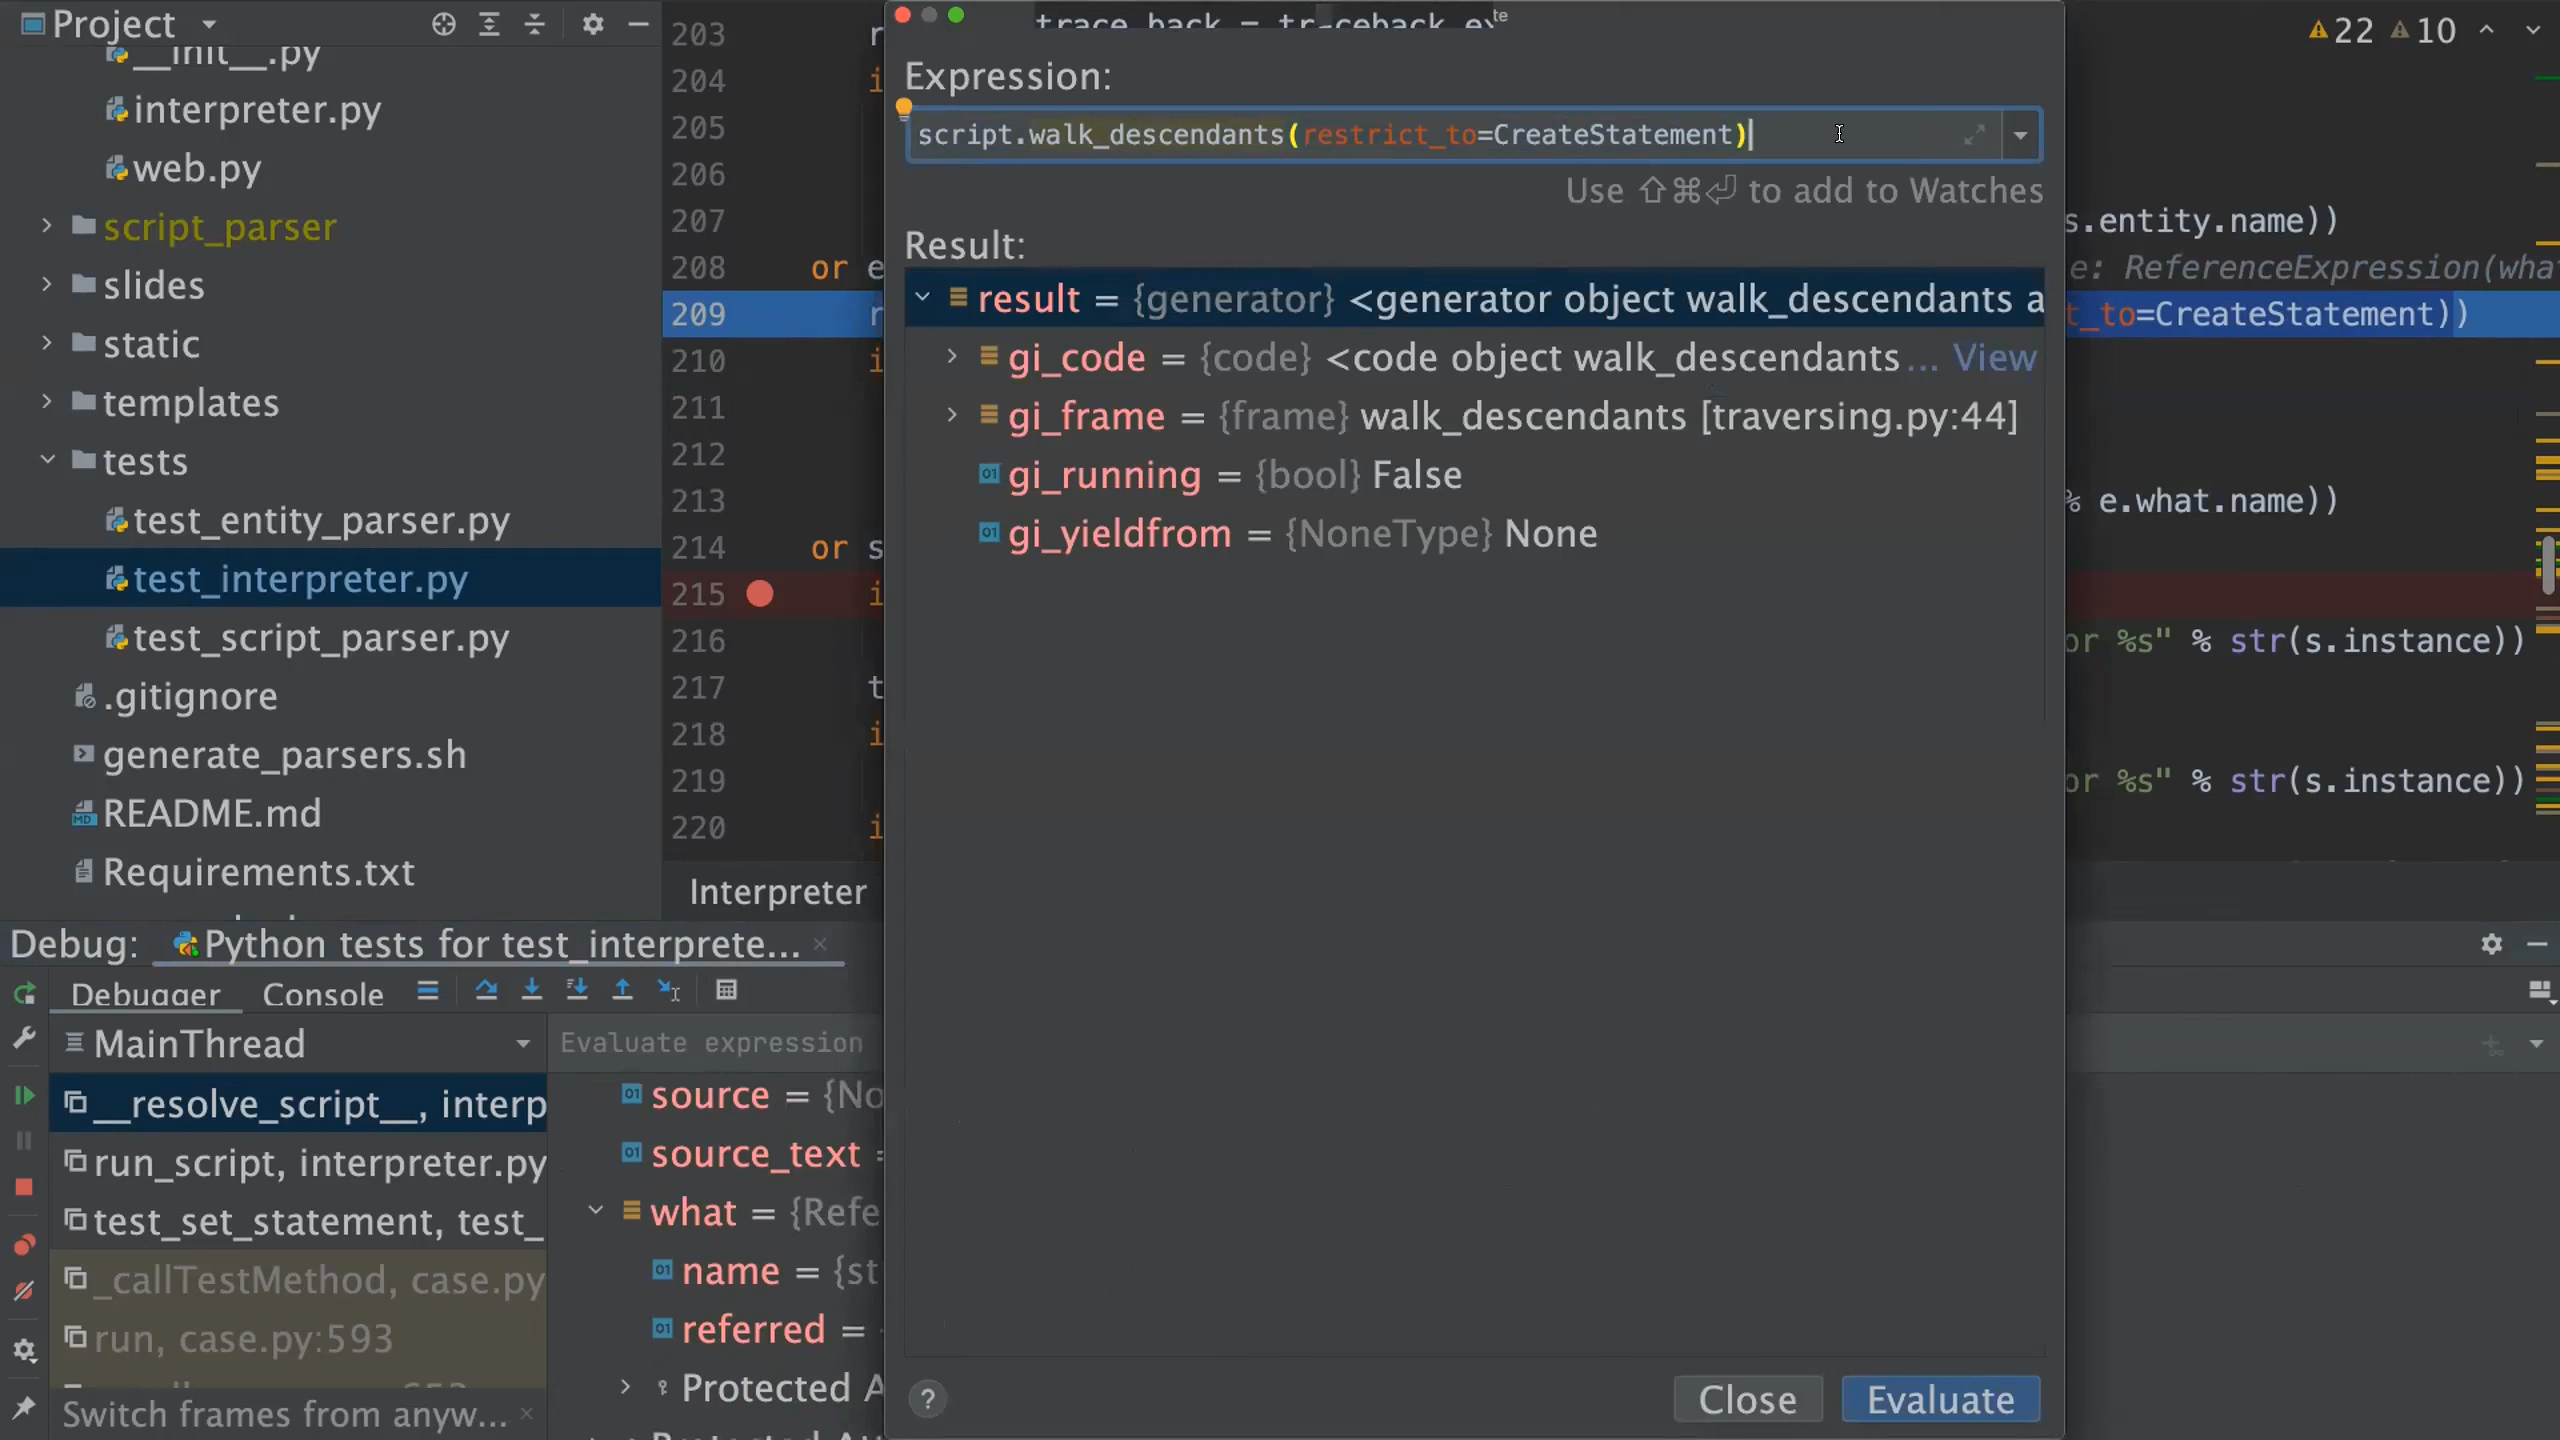 Project
__init__.py
interpreter.py
web.py
script_parser
slides
static
templates
tests
test_entity_parser.py
test_interpreter.py
test_script_parser.py
.gitignore
generate_parsers.sh
README.md
Requirements.txt
203
204 i
205
206
207
208 or e
209
210 i
211
212
213
214 or s
215 i
216
217 t
218 i
219
220 i
Interpreter
trace_back = traceback_ex te
Expression:
script.walk_descendants(restrict_to=CreateStatement)
Use ⇧⌘⏎ to add to Watches
Result:
result = {generator} <generator object walk_descendants a
gi_code = {code} <code object walk_descendants... View
gi_frame = {frame} walk_descendants [traversing.py:44]
gi_running = {bool} False
gi_yieldfrom = {NoneType} None
? Close Evaluate
22 10
s.entity.name))
e: ReferenceExpression(wha
t_to=CreateStatement))
% e.what.name))
or %s" % str(s.instance))
or %s" % str(s.instance))
Debug: Python tests for test_interprete... ×
Debugger Console
MainThread
Evaluate expression
__resolve_script__, interp
run_script, interpreter.py
test_set_statement, test_
_callTestMethod, case.py
run, case.py:593
Switch frames from anyw... ×
source = {No
source_text =
what = {Refe
name = {st
referred =
Protected A